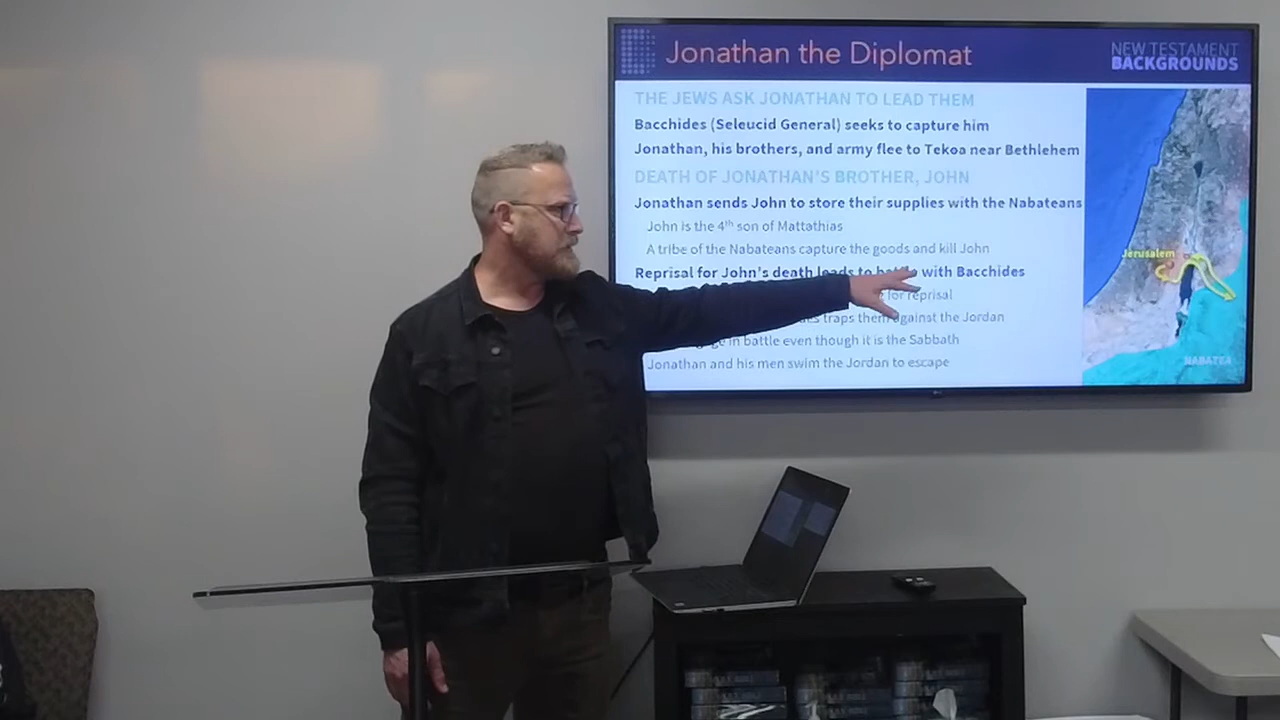 Jonathan the Diplomat
NEW TESTAMENT
BACKGROUNDS
THE JEWS ASK JONATHAN TO LEAD THEM
Bacchides (Seleucid General) seeks to capture him
Jonathan, his brothers, and army flee to Tekoa near Bethlehem
DEATH OF JONATHAN'S BROTHER, JOHN
Jonathan sends John to store their supplies with the Nabateans
John is the 4th son of Mattathias
A tribe of the Nabateans capture the goods and kill John
Reprisal for John's death leads to battle with Bacchides
for reprisal
traps them against the Jordan
in battle even though it is the Sabbath
Jonathan and his men swim the Jordan to escape
Jerusalem
NABATEA